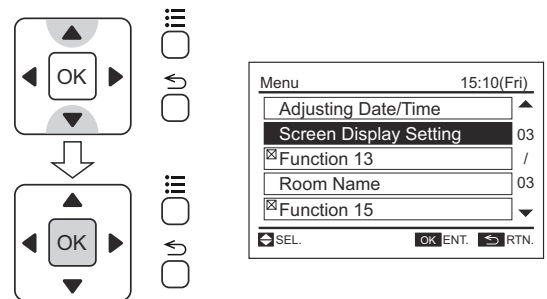 OK
OK
Menu 15:10(Fri)
Adjusting Date/Time
Screen Display Setting 03
☒Function 13 /
Room Name 03
☒Function 15
SEL. OK ENT. RTN.